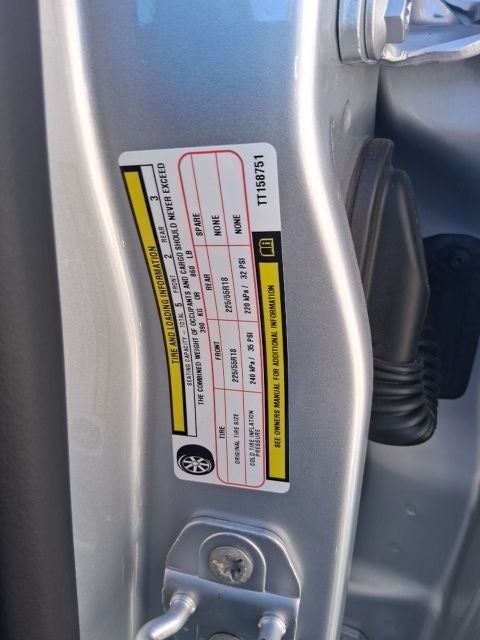 TIRE AND LOADING INFORMATION
SEATING CAPACITY - TOTAL 5 FRONT 2 REAR 3
THE COMBINED WEIGHT OF OCCUPANTS AND CARGO SHOULD NEVER EXCEED
390 KG OR 860 LB
TIRE FRONT REAR SPARE
ORIGINAL TIRE SIZE 225/55R18 225/55R18 NONE
COLD TIRE INFLATION PRESSURE 240 kPa / 35 PSI 220 kPa / 32 PSI NONE
SEE OWNERS MANUAL FOR ADDITIONAL INFORMATION
TT158751